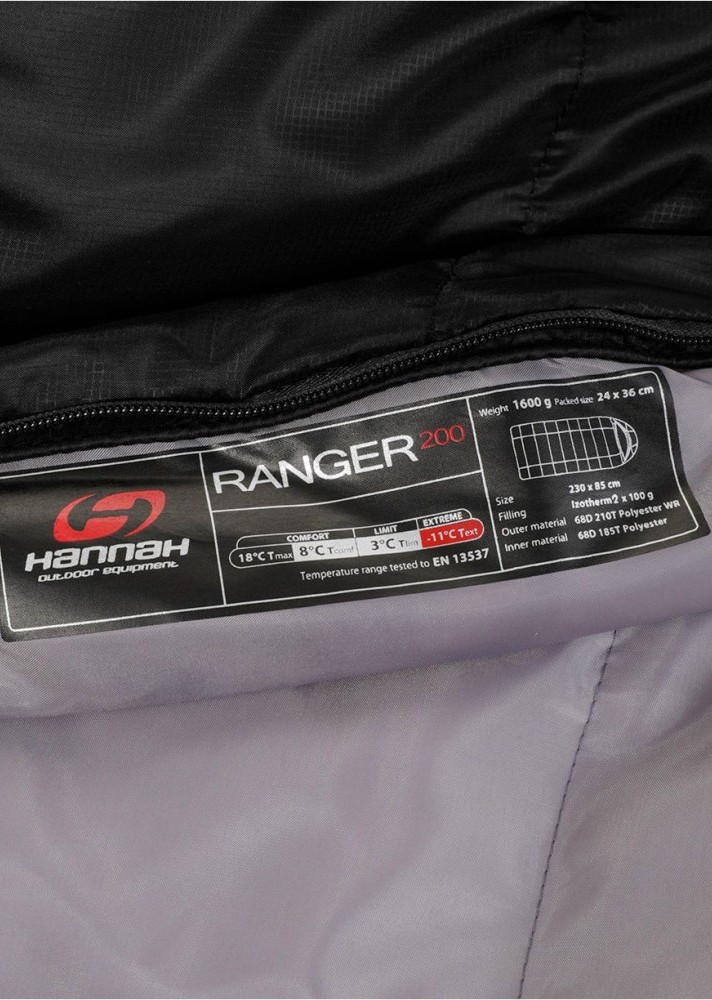 HANNAH
OUTDOOR EQUIPMENT
RANGER 200
COMFORT LIMIT EXTREME
18°C Tmax 8°C Tcomf 3°C Tlim -11°C Text
Temperature range tested to EN 13537
Weight 1600 g Packed size 24 x 36 cm
Size 230 x 85 cm
Filling Izotherm2 x 100 g
Outer material 68D 210T Polyester WR
Inner material 68D 185T Polyester